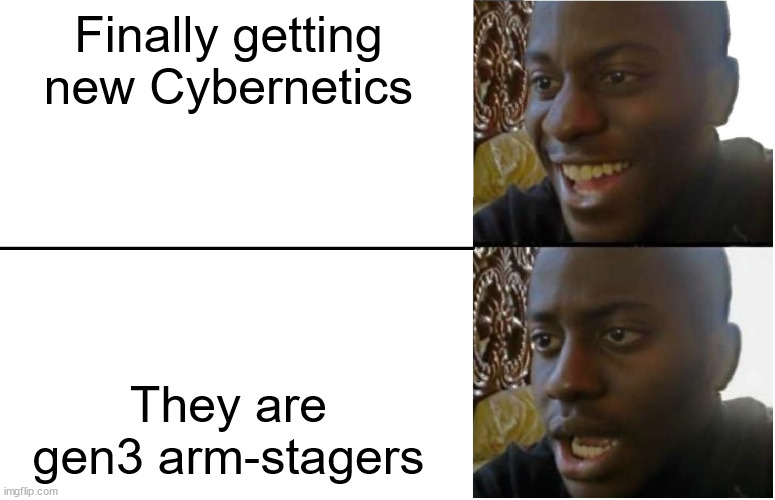 Finally getting
new Cybernetics
They are
gen3 arm-stagers
imgflip.com